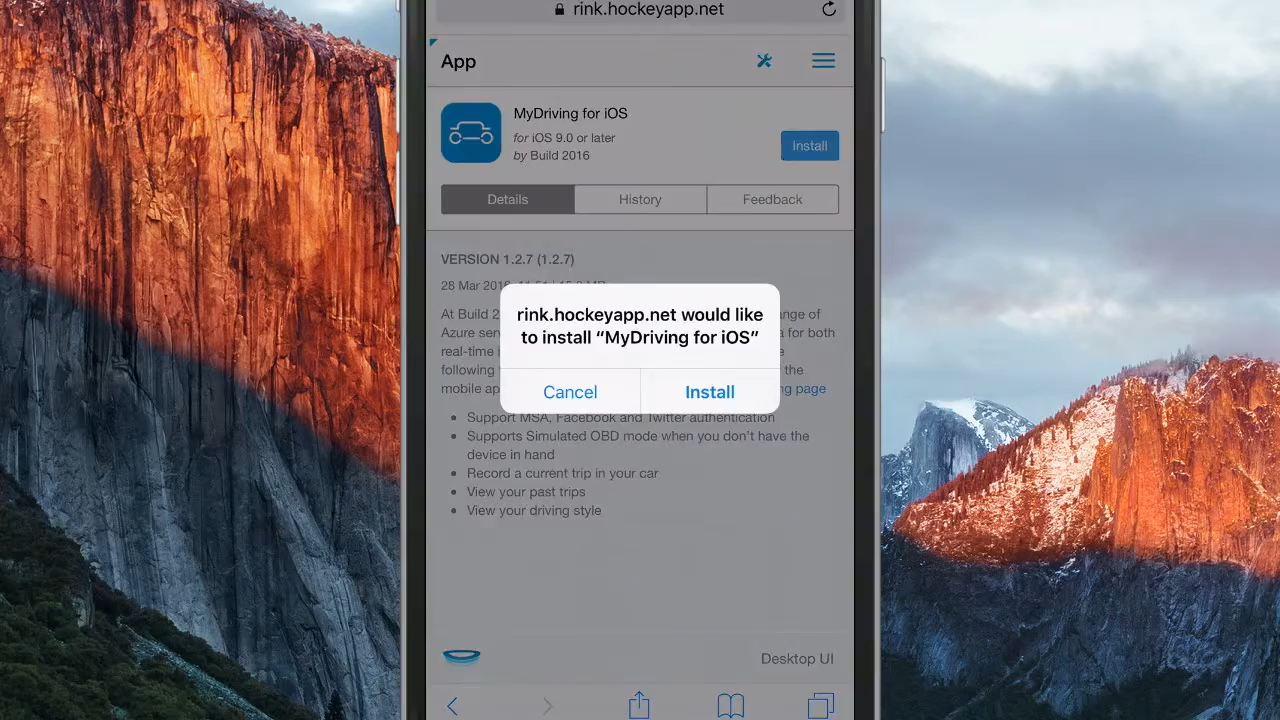 rink.hockeyapp.net
App
MyDriving for iOS
for iOS 9.0 or later
by Build 2016
Install
Details
History
Feedback
VERSION 1.2.7 (1.2.7)
28 Mar
rink.hockeyapp.net would like
to install “MyDriving for iOS”
Cancel
Install
At Build 2 nge of
Azure ser for both
real-time
following the
mobile ap page
Support MSA, Facebook and Twitter authentication
Supports Simulated OBD mode when you don't have the
device in hand
Record a current trip in your car
View your past trips
View your driving style
Desktop UI